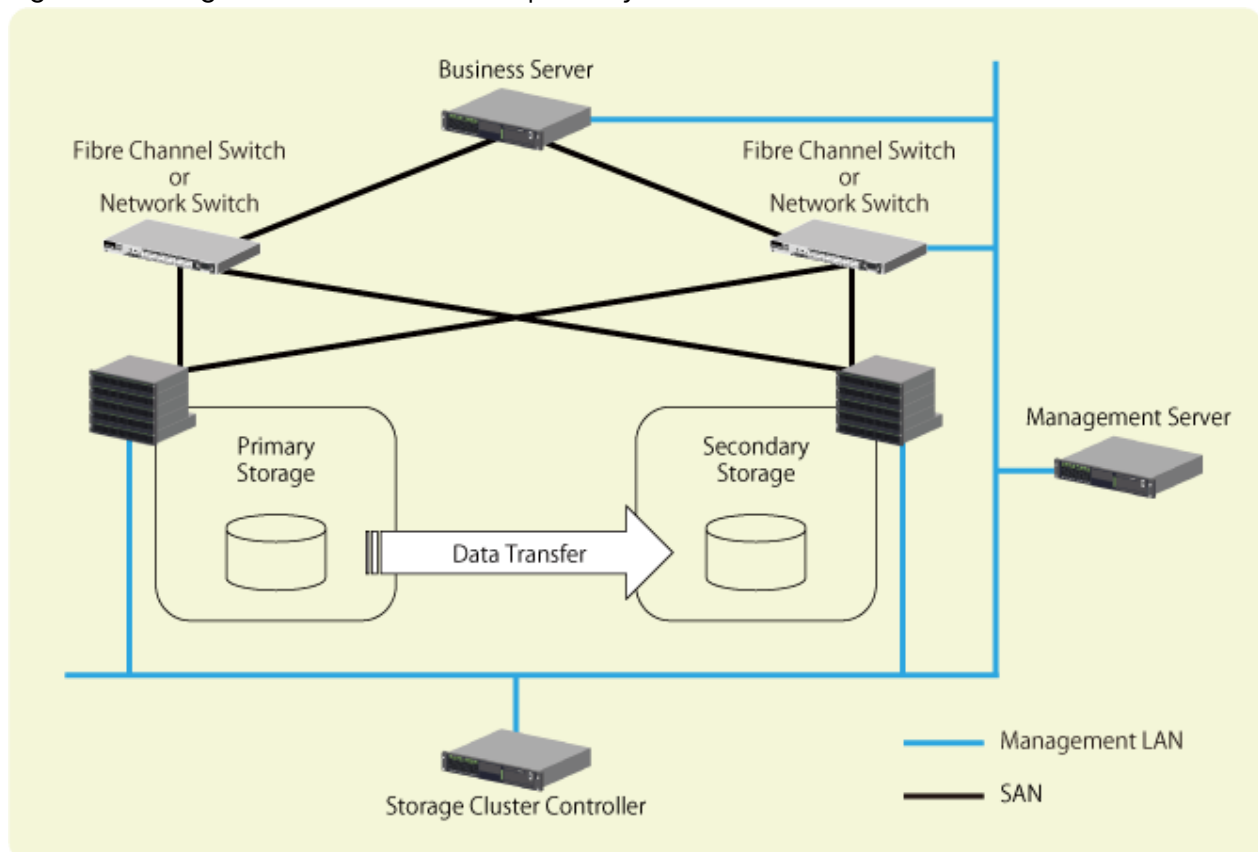 Business Server
Fibre Channel Switch
or
Network Switch
Fibre Channel Switch
or
Network Switch
Management Server
Primary
Storage
Secondary
Storage
Data Transfer
Management LAN
Storage Cluster Controller
SAN